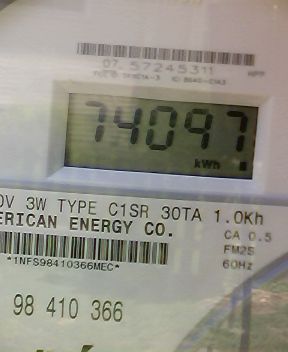 07. 57245311
74097
kWh
0V 3W TYPE C1SR 30TA 1.0Kh
ERICAN ENERGY CO.
CA 0.5
FM2S
*1NFS98410366MEC*
60Hz
98 410 366